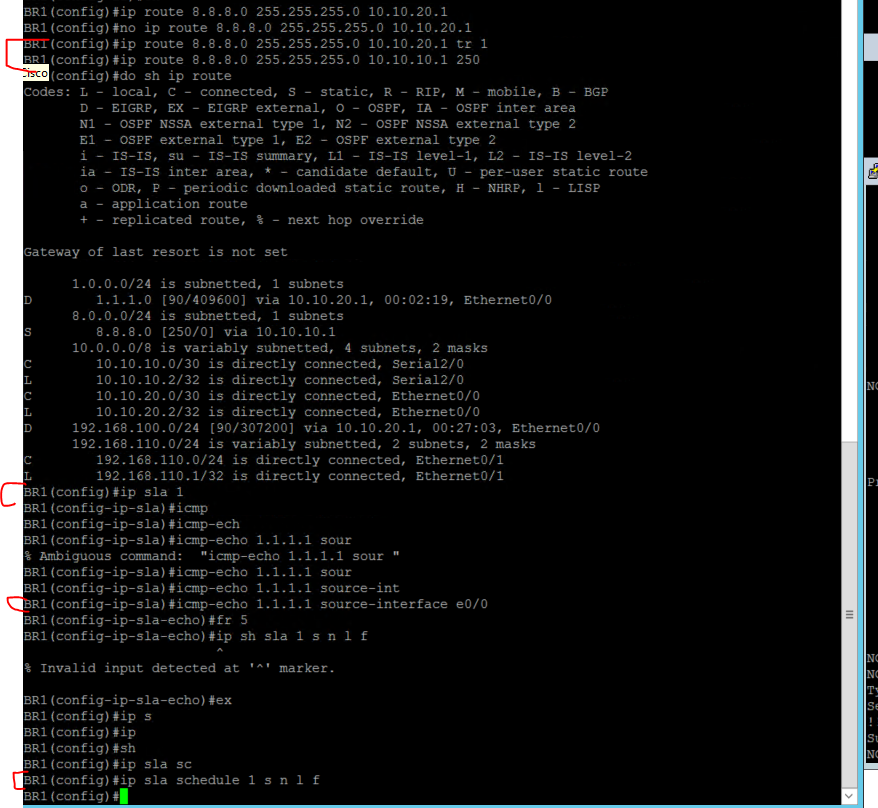 BR1(config)#ip route 8.8.8.0 255.255.255.0 10.10.20.1
BR1(config)#no ip route 8.8.8.0 255.255.255.0 10.10.20.1
BR1(config)#ip route 8.8.8.0 255.255.255.0 10.10.20.1 tr 1
BR1(config)#ip route 8.8.8.0 255.255.255.0 10.10.10.1 250
Cisco (config)#do sh ip route
Codes: L - local, C - connected, S - static, R - RIP, M - mobile, B - BGP
D - EIGRP, EX - EIGRP external, O - OSPF, IA - OSPF inter area
N1 - OSPF NSSA external type 1, N2 - OSPF NSSA external type 2
E1 - OSPF external type 1, E2 - OSPF external type 2
i - IS-IS, su - IS-IS summary, L1 - IS-IS level-1, L2 - IS-IS level-2
ia - IS-IS inter area, * - candidate default, U - per-user static route
o - ODR, P - periodic downloaded static route, H - NHRP, l - LISP
a - application route
+ - replicated route, % - next hop override
Gateway of last resort is not set
1.0.0.0/24 is subnetted, 1 subnets
D 1.1.1.0 [90/409600] via 10.10.20.1, 00:02:19, Ethernet0/0
8.0.0.0/24 is subnetted, 1 subnets
S 8.8.8.0 [250/0] via 10.10.10.1
10.0.0.0/8 is variably subnetted, 4 subnets, 2 masks
C 10.10.10.0/30 is directly connected, Serial2/0
L 10.10.10.2/32 is directly connected, Serial2/0
C 10.10.20.0/30 is directly connected, Ethernet0/0
L 10.10.20.2/32 is directly connected, Ethernet0/0
D 192.168.100.0/24 [90/307200] via 10.10.20.1, 00:27:03, Ethernet0/0
192.168.110.0/24 is variably subnetted, 2 subnets, 2 masks
C 192.168.110.0/24 is directly connected, Ethernet0/1
L 192.168.110.1/32 is directly connected, Ethernet0/1
BR1(config)#ip sla 1
BR1(config-ip-sla)#icmp
BR1(config-ip-sla)#icmp-ech
BR1(config-ip-sla)#icmp-echo 1.1.1.1 sour
% Ambiguous command:  "icmp-echo 1.1.1.1 sour "
BR1(config-ip-sla)#icmp-echo 1.1.1.1 sour
BR1(config-ip-sla)#icmp-echo 1.1.1.1 source-int
BR1(config-ip-sla)#icmp-echo 1.1.1.1 source-interface e0/0
BR1(config-ip-sla-echo)#fr 5
BR1(config-ip-sla-echo)#ip sh sla 1 s n l f
^
% Invalid input detected at '^' marker.
BR1(config-ip-sla-echo)#ex
BR1(config)#ip s
BR1(config)#ip
BR1(config)#sh
BR1(config)#ip sla sc
BR1(config)#ip sla schedule 1 s n l f
BR1(config)#